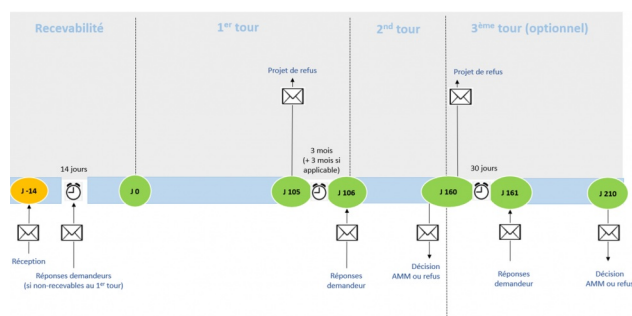 Recevabilité
1er tour
2nd tour
3ème tour (optionnel)
Projet de refus
Projet de refus
14 jours
3 mois
(+ 3 mois si
applicable)
30 jours
J -14
J 0
J 105
J 106
J 160
J 161
J 210
Réception
Réponses demandeurs
(si non-recevables au 1er tour)
Réponses
demandeur
Décision
AMM ou refus
Réponses
demandeur
Décision
AMM ou refus